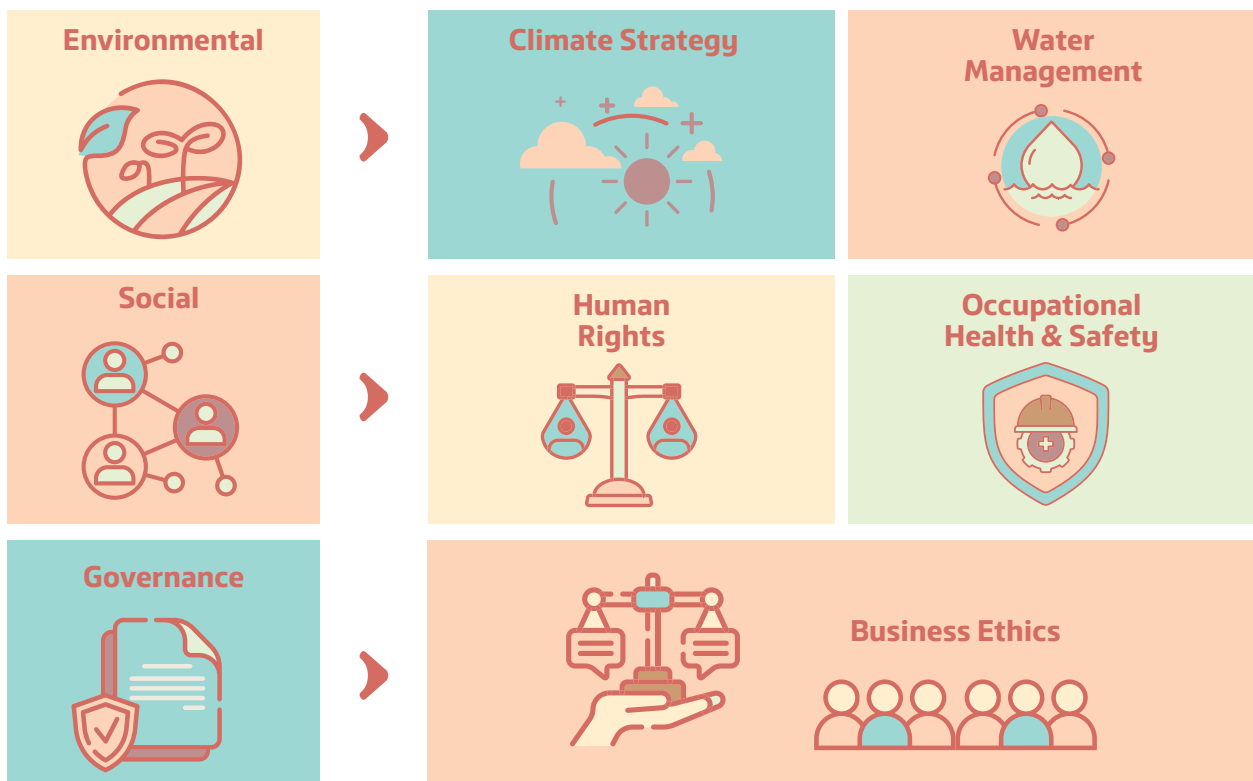 Environmental
Climate Strategy
Water
Management
Social
Human
Rights
Occupational
Health & Safety
Governance
Business Ethics